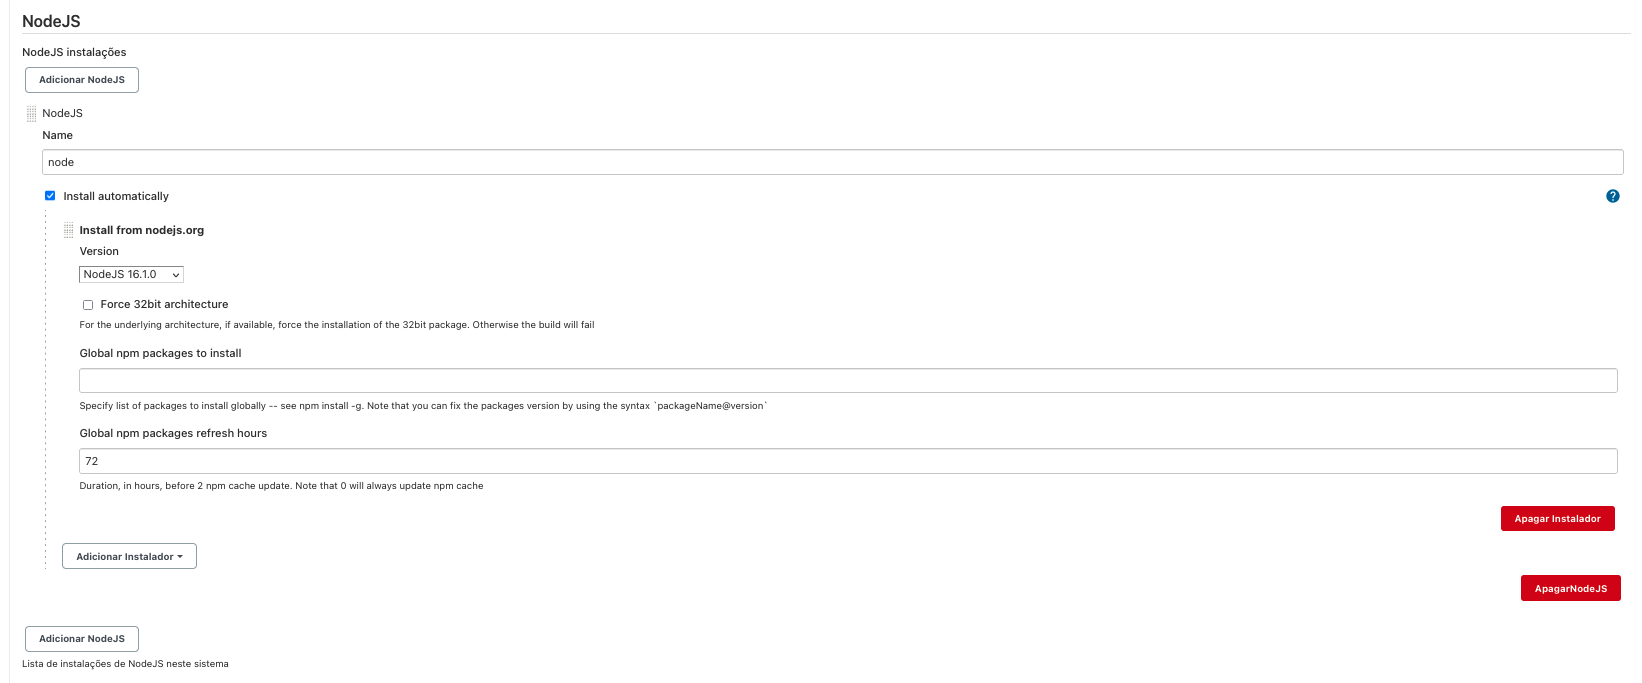 NodeJS
NodeJS instalações
Adicionar NodeJS
NodeJS
Name
node
Install automatically
?
Install from nodejs.org
Version
NodeJS 16.1.0
Force 32bit architecture
For the underlying architecture, if available, force the installation of the 32bit package. Otherwise the build will fail
Global npm packages to install
Specify list of packages to install globally -- see npm install -g. Note that you can fix the packages version by using the syntax `packageName@version`
Global npm packages refresh hours
72
Duration, in hours, before 2 npm cache update. Note that 0 will always update npm cache
Apagar Instalador
Adicionar Instalador
ApagarNodeJS
Adicionar NodeJS
Lista de instalações de NodeJS neste sistema